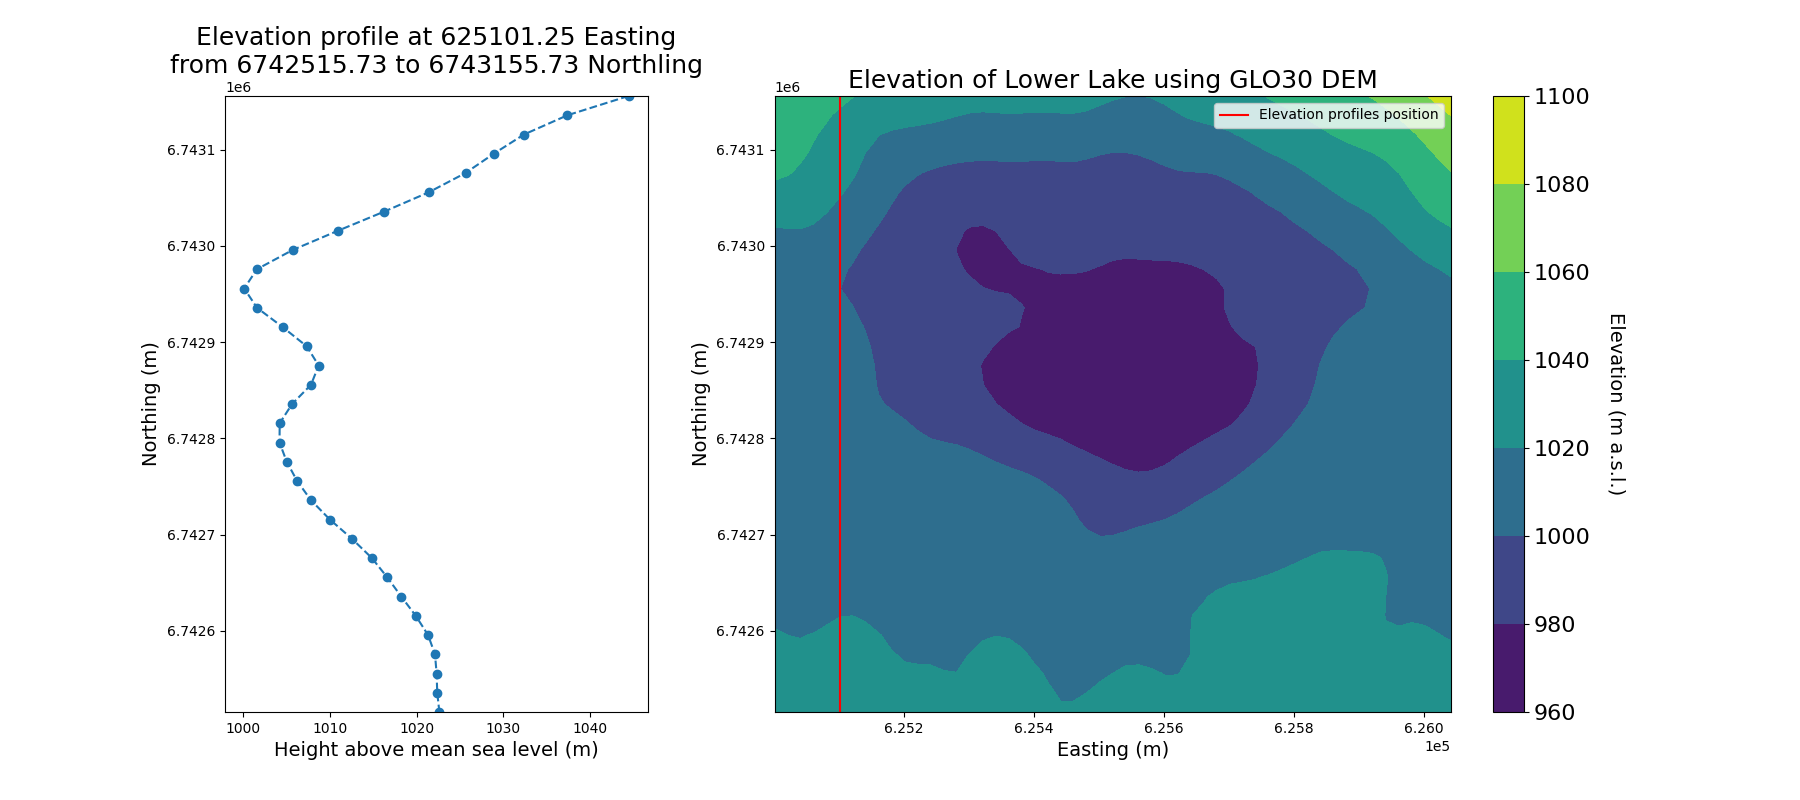 Elevation profile at 625101.25 Easting
from 6742515.73 to 6743155.73 Northling
1e6
6.7431
6.7430
6.7429
6.7428
6.7427
6.7426
Northing (m)
1000 1010 1020 1030 1040
Height above mean sea level (m)
Elevation of Lower Lake using GLO30 DEM
1e6
Elevation profiles position
6.7431
6.7430
6.7429
6.7428
6.7427
6.7426
Northing (m)
6.252 6.254 6.256 6.258 6.260
1e5
Easting (m)
1100
1080
1060
1040
1020
1000
980
960
Elevation (m a.s.l.)